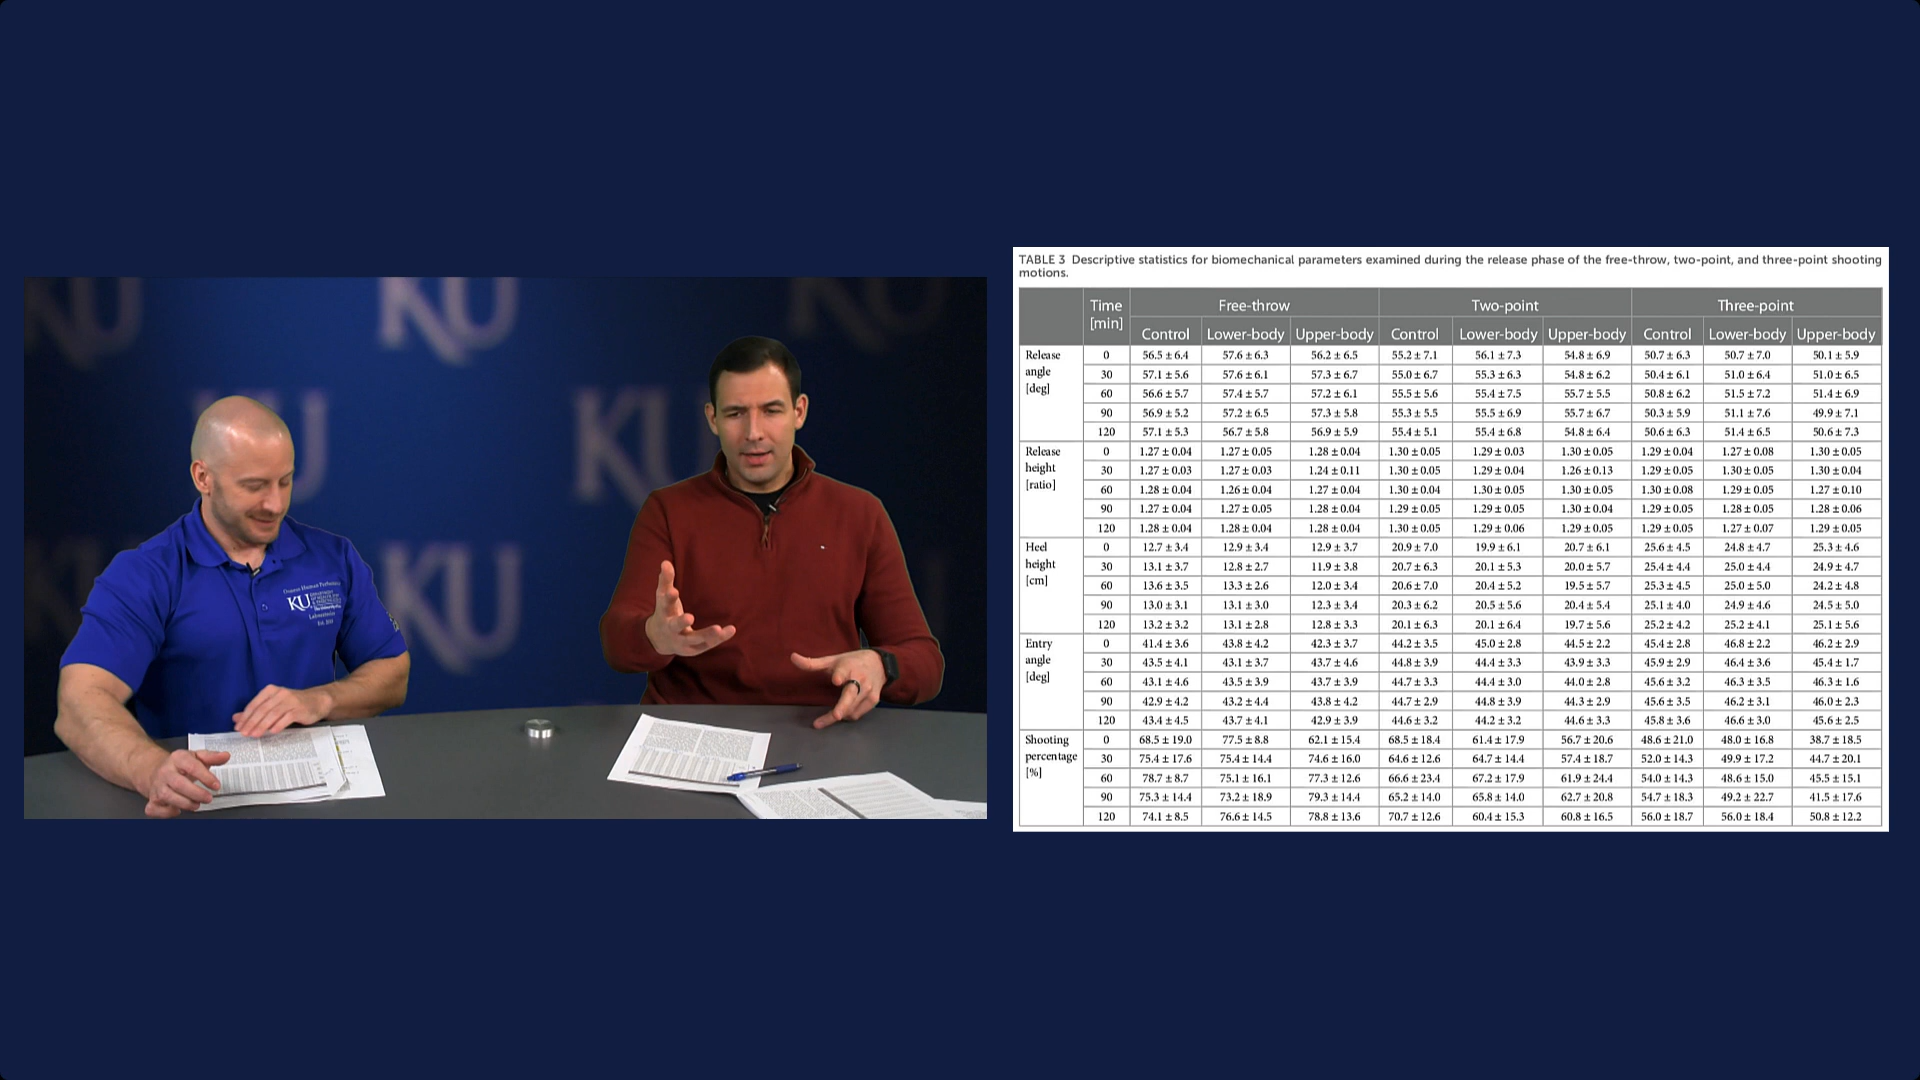 KU
KU
KU
KU
KU
KU
KU
TABLE 3 Descriptive statistics for biomechanical parameters examined during the release phase of the free-throw, two-point, and three-point shooting
motions.
Time [min] Free-throw Two-point Three-point
Control Lower-body Upper-body Control Lower-body Upper-body Control Lower-body Upper-body
Release angle [deg] 0 56.5 ± 6.4 57.6 ± 6.3 56.2 ± 6.5 55.2 ± 7.1 56.1 ± 7.3 54.8 ± 6.9 50.7 ± 6.3 50.7 ± 7.0 50.1 ± 5.9
30 57.1 ± 5.6 57.6 ± 6.1 57.3 ± 6.7 55.0 ± 6.7 55.3 ± 6.3 54.8 ± 6.2 50.4 ± 6.1 51.0 ± 6.4 51.0 ± 6.5
60 56.6 ± 5.7 57.4 ± 5.7 57.2 ± 6.1 55.5 ± 5.6 55.4 ± 7.5 55.7 ± 5.5 50.8 ± 6.2 51.5 ± 7.2 51.4 ± 6.9
90 56.9 ± 5.2 57.2 ± 6.5 57.3 ± 5.8 55.3 ± 5.5 55.5 ± 6.9 55.7 ± 6.7 50.3 ± 5.9 51.1 ± 7.6 49.9 ± 7.1
120 57.1 ± 5.3 56.7 ± 5.8 56.9 ± 5.9 55.4 ± 5.1 55.4 ± 6.8 54.8 ± 6.4 50.6 ± 6.3 51.4 ± 6.5 50.6 ± 7.3
Release height [ratio] 0 1.27 ± 0.04 1.27 ± 0.05 1.28 ± 0.04 1.30 ± 0.05 1.29 ± 0.03 1.30 ± 0.05 1.29 ± 0.04 1.27 ± 0.08 1.30 ± 0.05
30 1.27 ± 0.03 1.27 ± 0.03 1.24 ± 0.11 1.30 ± 0.05 1.29 ± 0.04 1.26 ± 0.13 1.29 ± 0.05 1.30 ± 0.05 1.30 ± 0.04
60 1.28 ± 0.04 1.26 ± 0.04 1.27 ± 0.04 1.30 ± 0.04 1.30 ± 0.05 1.30 ± 0.05 1.30 ± 0.08 1.29 ± 0.05 1.27 ± 0.10
90 1.27 ± 0.04 1.27 ± 0.05 1.28 ± 0.04 1.29 ± 0.05 1.29 ± 0.05 1.30 ± 0.04 1.29 ± 0.05 1.28 ± 0.05 1.28 ± 0.06
120 1.28 ± 0.04 1.28 ± 0.04 1.28 ± 0.04 1.30 ± 0.05 1.29 ± 0.06 1.29 ± 0.05 1.29 ± 0.05 1.27 ± 0.07 1.29 ± 0.05
Heel height [cm] 0 12.7 ± 3.4 12.9 ± 3.4 12.9 ± 3.7 20.9 ± 7.0 19.9 ± 6.1 20.7 ± 6.1 25.6 ± 4.5 24.8 ± 4.7 25.3 ± 4.6
30 13.1 ± 3.7 12.8 ± 2.7 11.9 ± 3.8 20.7 ± 6.3 20.1 ± 5.3 20.0 ± 5.7 25.4 ± 4.4 25.0 ± 4.4 24.9 ± 4.7
60 13.6 ± 3.5 13.3 ± 2.6 12.0 ± 3.4 20.6 ± 7.0 20.4 ± 5.2 19.5 ± 5.7 25.3 ± 4.5 25.0 ± 5.0 24.2 ± 4.8
90 13.0 ± 3.1 13.1 ± 3.0 12.3 ± 3.4 20.3 ± 6.2 20.5 ± 5.6 20.4 ± 5.4 25.1 ± 4.0 24.9 ± 4.6 24.5 ± 5.0
120 13.2 ± 3.2 13.1 ± 2.8 12.8 ± 3.3 20.1 ± 6.3 20.1 ± 6.4 19.7 ± 5.6 25.2 ± 4.2 25.2 ± 4.1 25.1 ± 5.6
Entry angle [deg] 0 41.4 ± 3.6 43.8 ± 4.2 42.3 ± 3.7 44.2 ± 3.5 45.0 ± 2.8 44.5 ± 2.2 45.4 ± 2.8 46.8 ± 2.2 46.2 ± 2.9
30 43.5 ± 4.1 43.1 ± 3.7 43.7 ± 4.6 44.8 ± 3.9 44.4 ± 3.3 43.9 ± 3.3 45.9 ± 2.9 46.4 ± 3.6 45.4 ± 1.7
60 43.1 ± 4.6 43.5 ± 3.9 43.7 ± 3.9 44.7 ± 3.3 44.4 ± 3.0 44.0 ± 2.8 45.6 ± 3.2 46.3 ± 3.5 46.3 ± 1.6
90 42.9 ± 4.2 43.2 ± 4.4 43.8 ± 4.2 44.7 ± 2.9 44.8 ± 3.9 44.3 ± 2.9 45.6 ± 3.5 46.2 ± 3.1 46.0 ± 2.3
120 43.4 ± 4.5 43.7 ± 4.1 42.9 ± 3.9 44.6 ± 3.2 44.2 ± 3.2 44.6 ± 3.3 45.8 ± 3.6 46.6 ± 3.0 45.6 ± 2.5
Shooting percentage [%] 0 68.5 ± 19.0 77.5 ± 8.8 62.1 ± 15.4 68.5 ± 18.4 61.4 ± 17.9 56.7 ± 20.6 48.6 ± 21.0 48.0 ± 16.8 38.7 ± 18.5
30 75.4 ± 17.6 75.4 ± 14.4 74.6 ± 16.0 64.6 ± 12.6 64.7 ± 14.4 57.4 ± 18.7 52.0 ± 14.3 49.9 ± 17.2 44.7 ± 20.1
60 78.7 ± 8.7 75.1 ± 16.1 77.3 ± 12.6 66.6 ± 23.4 67.2 ± 17.9 61.9 ± 24.4 54.0 ± 14.3 48.6 ± 15.0 45.5 ± 15.1
90 75.3 ± 14.4 73.2 ± 18.9 79.3 ± 14.4 65.2 ± 14.0 65.8 ± 14.0 62.7 ± 20.8 54.7 ± 18.3 49.2 ± 22.7 41.5 ± 17.6
120 74.1 ± 8.5 76.6 ± 14.5 78.8 ± 13.6 70.7 ± 12.6 60.4 ± 15.3 60.8 ± 16.5 56.0 ± 18.7 56.0 ± 18.4 50.8 ± 12.2